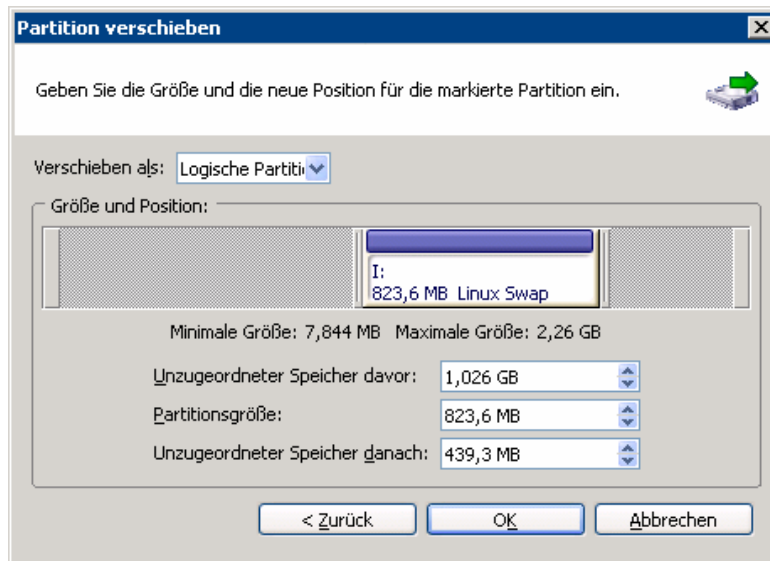 Partition verschieben
Geben Sie die Größe und die neue Position für die markierte Partition ein.
Verschieben als: Logische Partiti
Größe und Position:
I:
823,6 MB Linux Swap
Minimale Größe: 7,844 MB Maximale Größe: 2,26 GB
Unzugeordneter Speicher davor: 1,026 GB
Partitionsgröße: 823,6 MB
Unzugeordneter Speicher danach: 439,3 MB
< Zurück OK Abbrechen